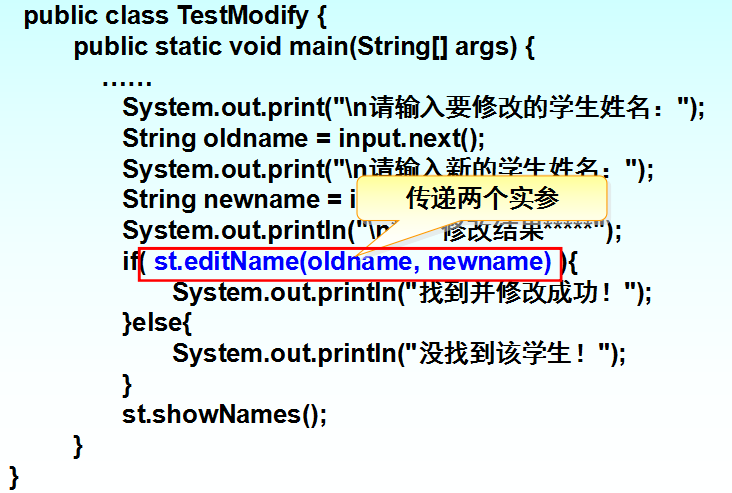 public class TestModify {
public static void main(String[] args) {
……
System.out.print("\n请输入要修改的学生姓名：");
String oldname = input.next();
System.out.print("\n请输入新的学生姓名：");
String newname = i
传递两个实参
System.out.println("\n 修改结果*****");
if( st.editName(oldname, newname) ){
System.out.println("找到并修改成功！");
}else{
System.out.println("没找到该学生！");
}
st.showNames();
}
}